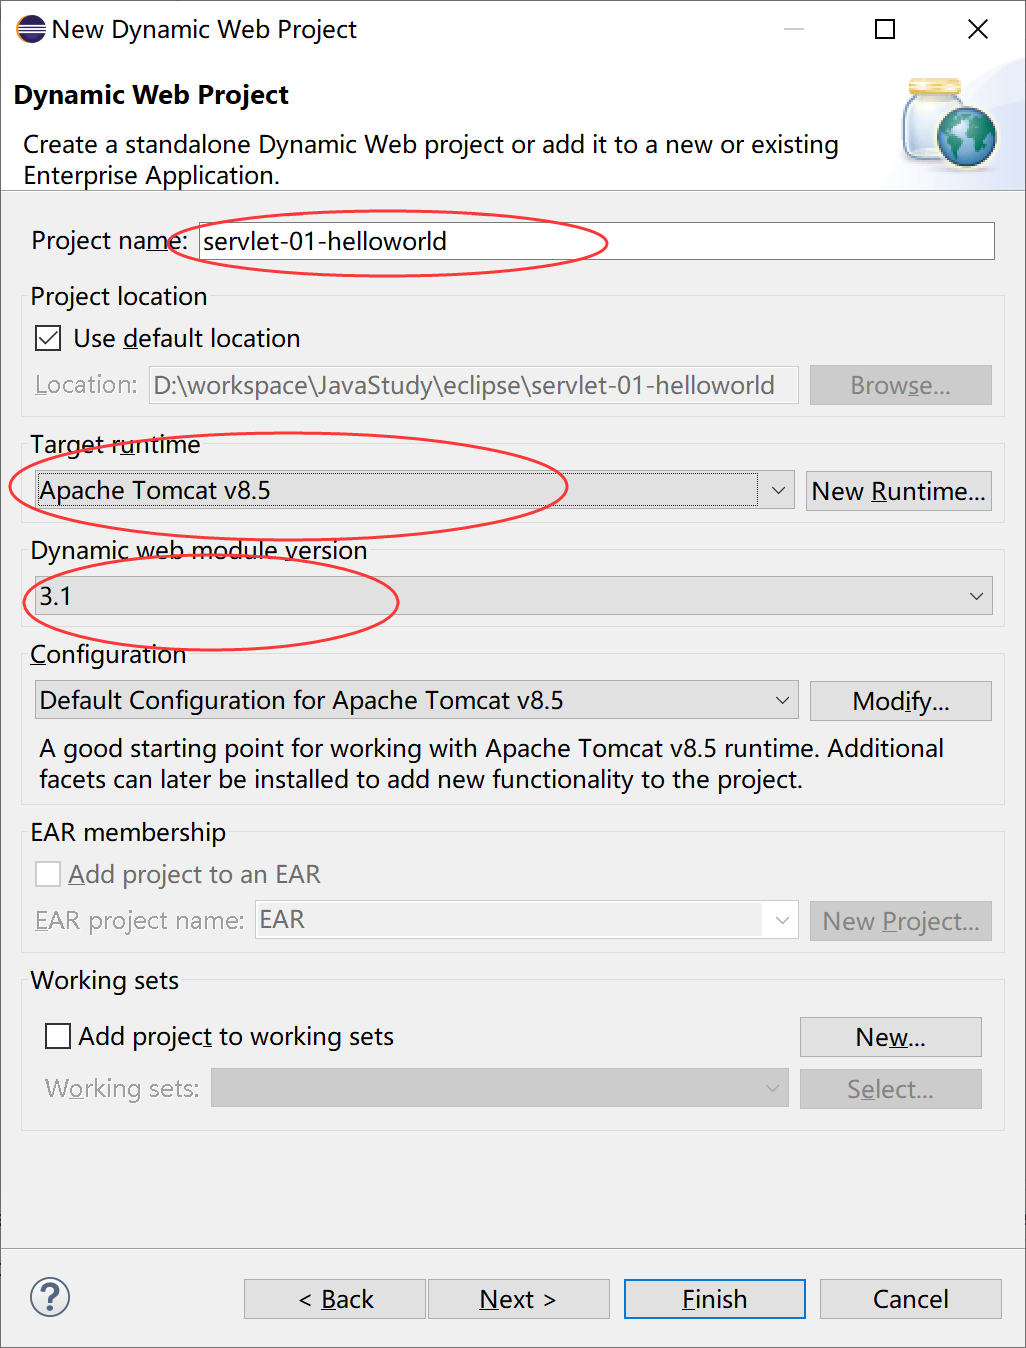 New Dynamic Web Project
Dynamic Web Project
Create a standalone Dynamic Web project or add it to a new or existing
Enterprise Application.
Project name: servlet-01-helloworld
Project location
Use default location
Location: D:\workspace\JavaStudy\eclipse\servlet-01-helloworld Browse...
Target runtime
Apache Tomcat v8.5 New Runtime...
Dynamic web module version
3.1
Configuration
Default Configuration for Apache Tomcat v8.5 Modify...
A good starting point for working with Apache Tomcat v8.5 runtime. Additional
facets can later be installed to add new functionality to the project.
EAR membership
Add project to an EAR
EAR project name: EAR New Project...
Working sets
Add project to working sets New...
Working sets: Select...
? < Back Next > Finish Cancel